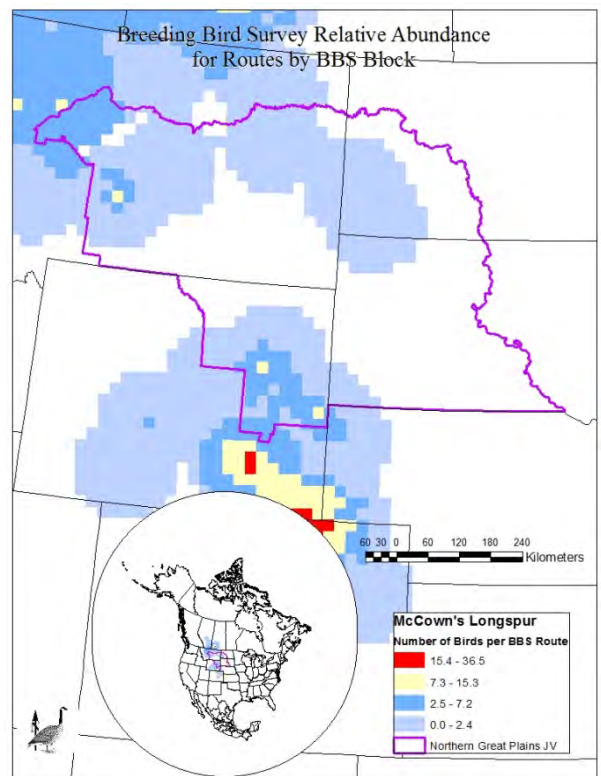 Breeding Bird Survey Relative Abundance
for Routes by BBS Block
60 30 0 60 120 180 240
Kilometers
McCown's Longspur
Number of Birds per BBS Route
15.4 - 36.5
7.3 - 15.3
2.5 - 7.2
0.0 - 2.4
Northern Great Plains JV